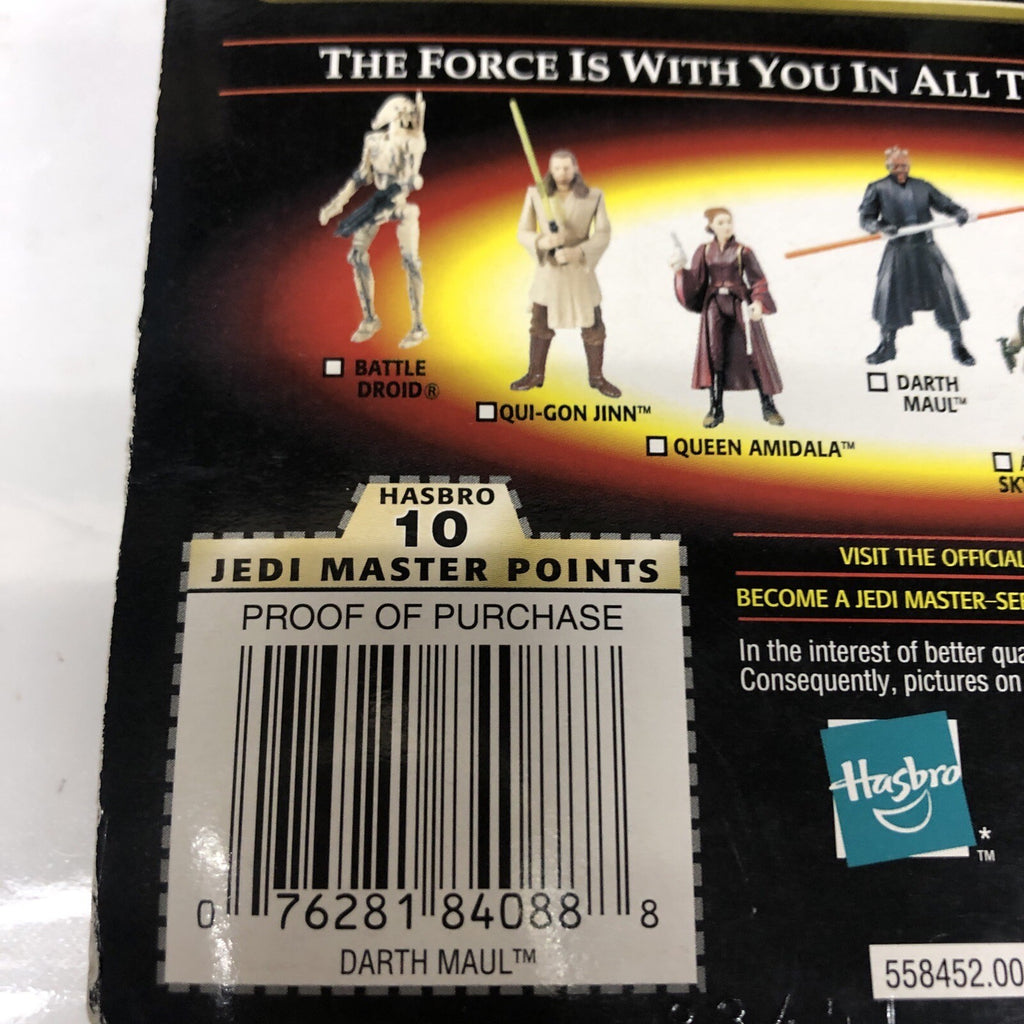 THE FORCE IS WITH YOU IN ALL T
BATTLE
DROID®
QUI-GON JINN™
QUEEN AMIDALA™
DARTH
MAUL™
SKY
HASBRO
10
JEDI MASTER POINTS
PROOF OF PURCHASE
0 76281 84088 8
DARTH MAUL™
VISIT THE OFFICIAL
BECOME A JEDI MASTER–SE
In the interest of better qua
Consequently, pictures on
Hasbro
*
TM
558452.00